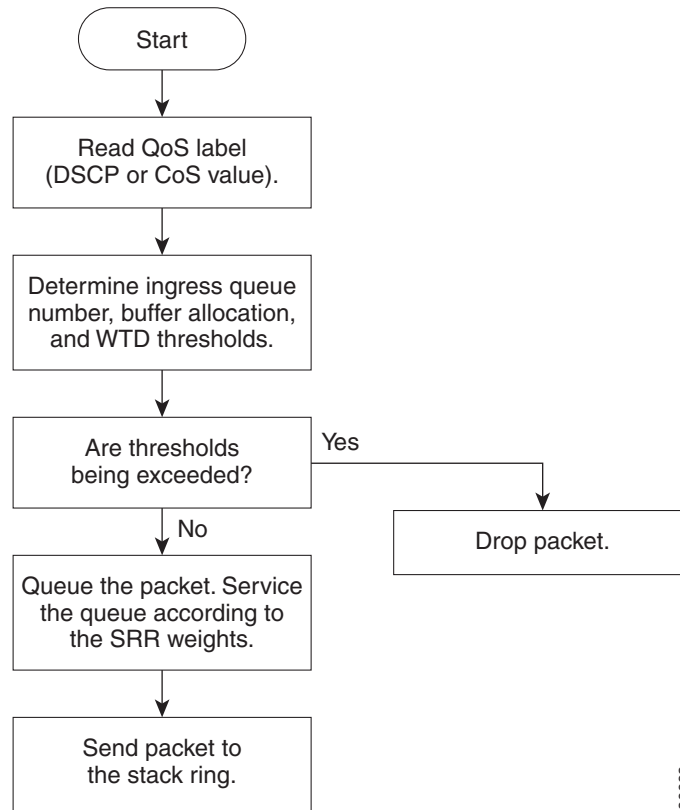 Start
Read QoS label
(DSCP or CoS value).
Determine ingress queue
number, buffer allocation,
and WTD thresholds.
Are thresholds
being exceeded?
Yes
No
Drop packet.
Queue the packet. Service
the queue according to
the SRR weights.
Send packet to
the stack ring.